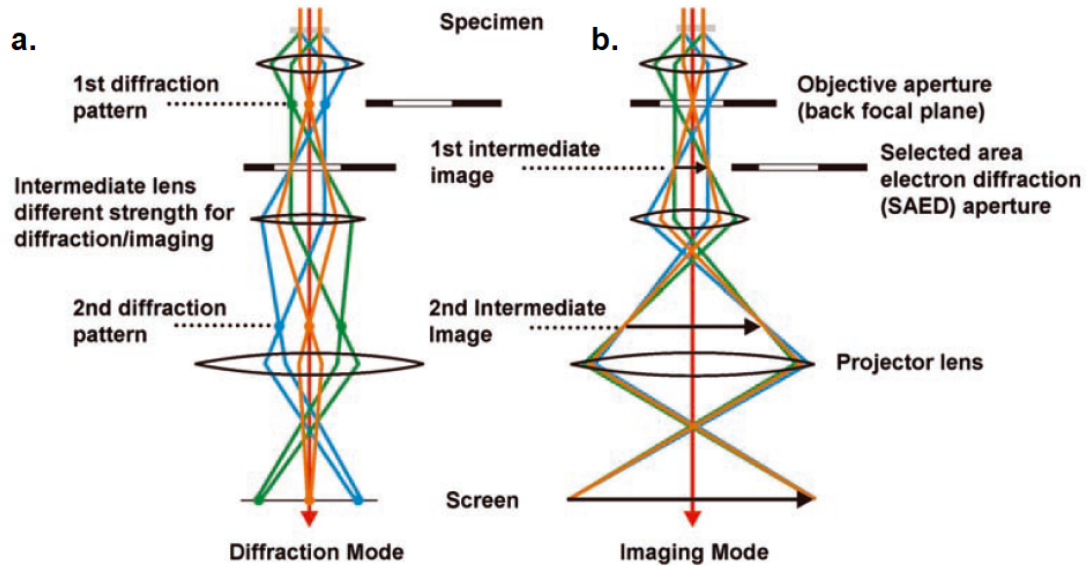 a.
Specimen
b.
1st diffraction
pattern
Objective aperture
(back focal plane)
1st intermediate
image
Selected area
electron diffraction
(SAED) aperture
Intermediate lens
different strength for
diffraction/imaging
2nd diffraction
pattern
2nd Intermediate
Image
Projector lens
Screen
Diffraction Mode
Imaging Mode